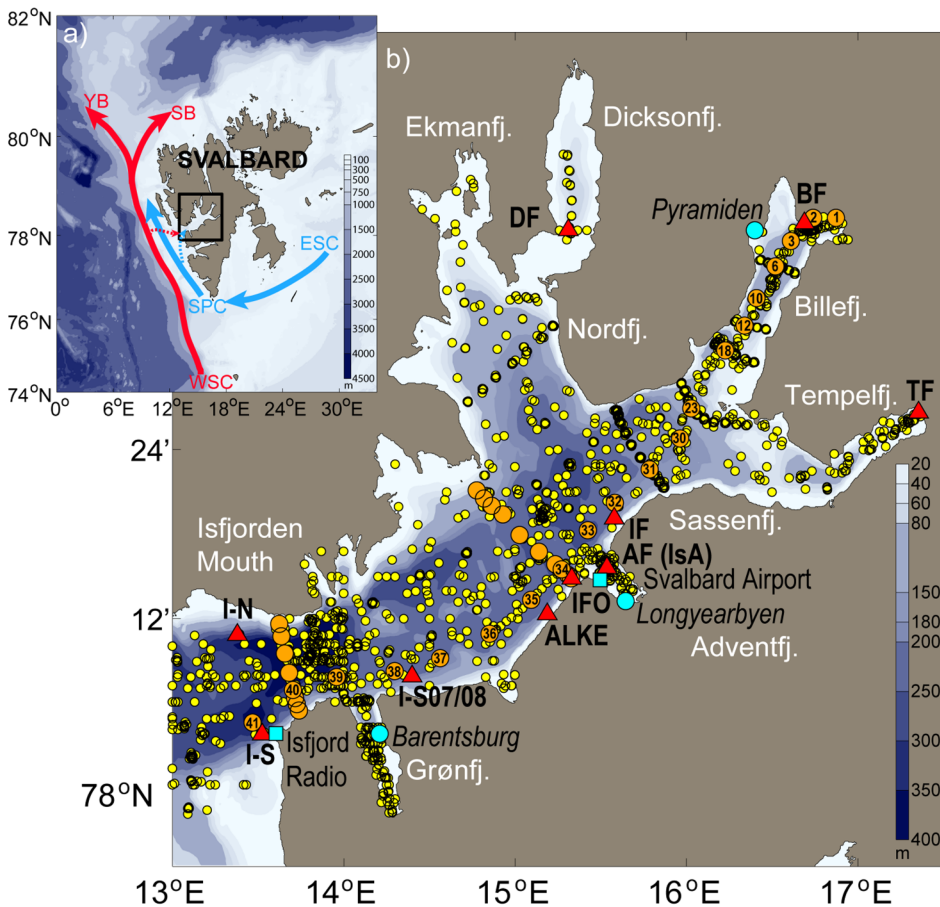 82°N
80°N
78°N
76°N
74°N
0°
6°E
12°E
18°E
24°E
30°E
a)
YB
SB
SVALBARD
ESC
SPC
WSC
100
300
500
750
1000
1500
2000
2500
3000
3500
4000
4500
m
b)
Ekmanfj.
Dicksonfj.
DF
Pyramiden
BF
2
1
3
6
10
12
18
Billefj.
Nordfj.
Tempelfj.
TF
23
30
31
24'
20
40
60
80
150
180
200
250
300
350
400
m
32
IF
Sassenfj.
33
AF (IsA)
Svalbard Airport
34
IFO
Longyearbyen
Adventfj.
35
ALKE
36
37
38
I-S07/08
Isfjorden
Mouth
I-N
12'
39
40
41
I-S
Isfjord
Radio
Barentsburg
Grønfj.
78°N
13°E
14°E
15°E
16°E
17°E